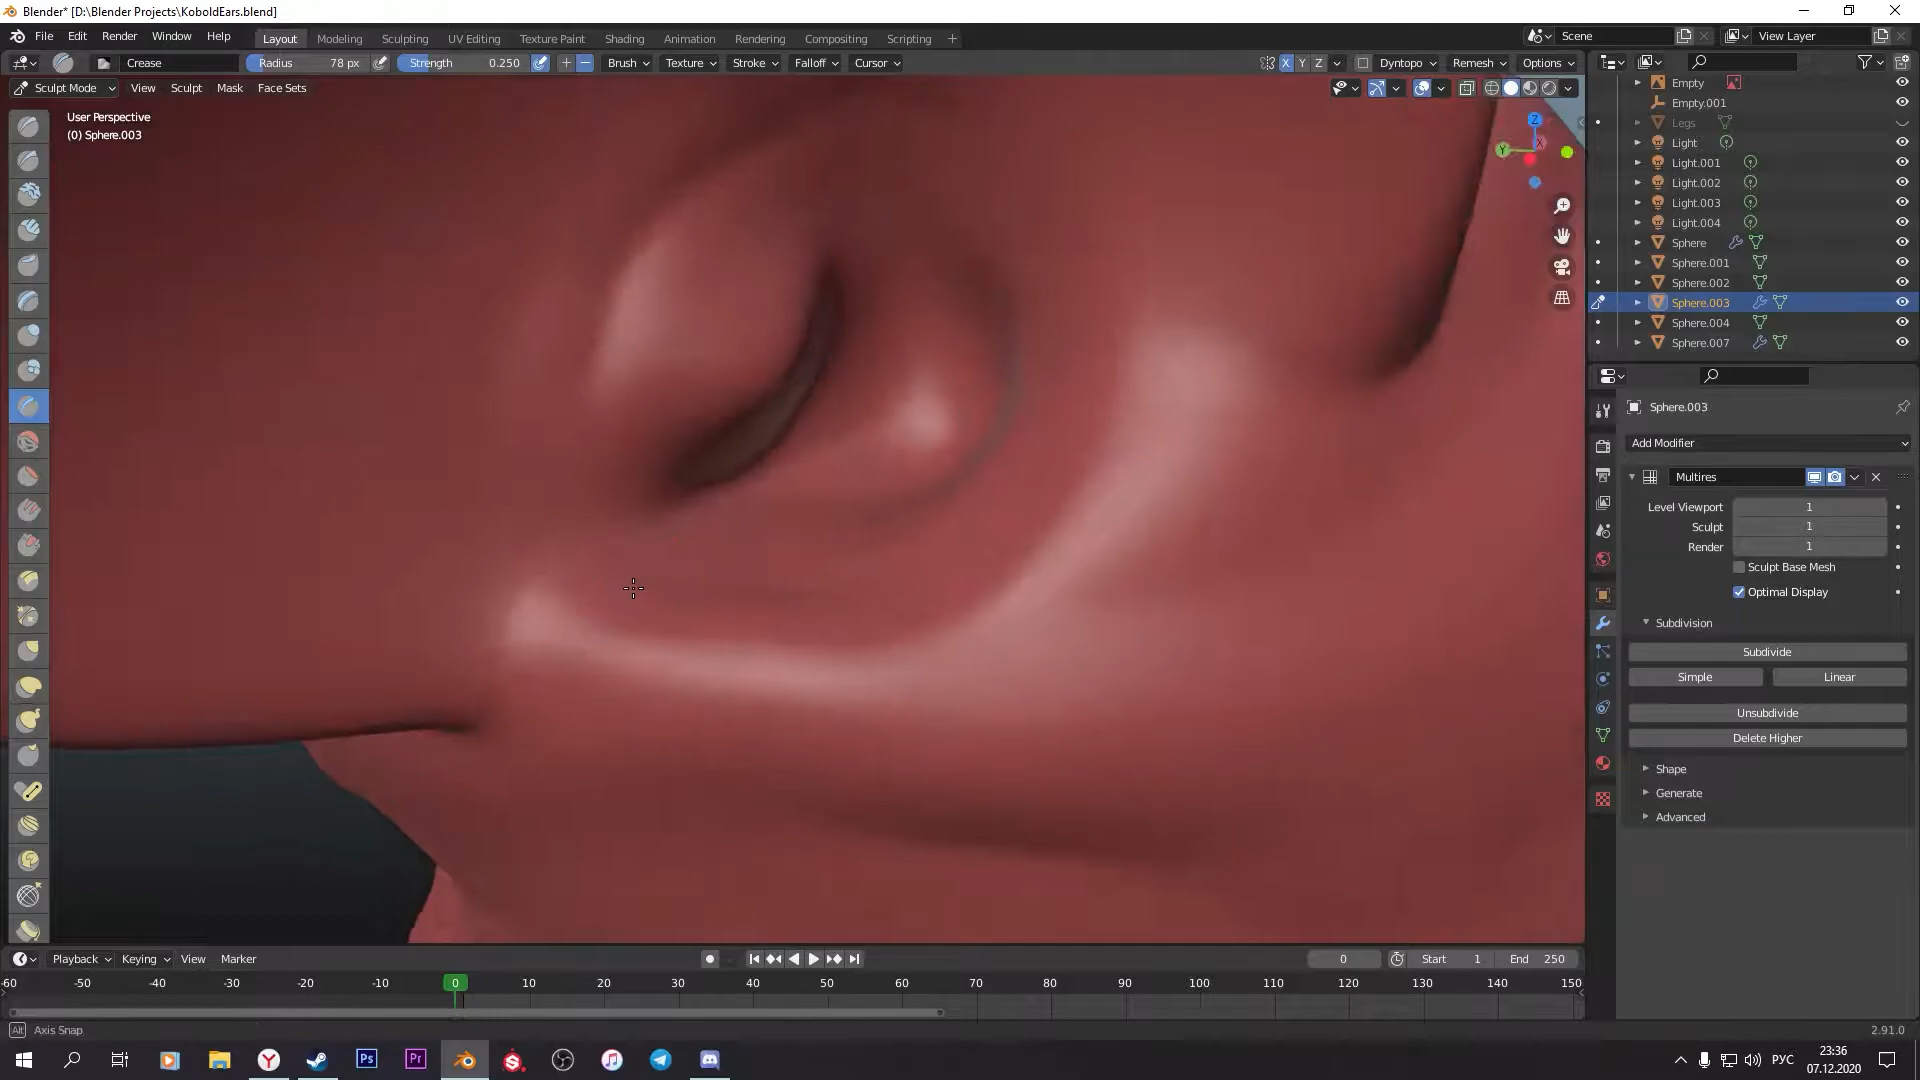 Blender* [D:\Blender Projects\KoboldEars.blend]
File Edit Render Window Help
Layout Modeling Sculpting UV Editing Texture Paint Shading Animation Rendering Compositing Scripting +
Scene
View Layer
Crease
Radius 78 px
Strength 0.250
Brush Texture Stroke Falloff Cursor
X Y Z
Dyntopo Remesh Options
Sculpt Mode View Sculpt Mask Face Sets
User Perspective
(0) Sphere.003
Z
Y
X
Empty
Empty.001
Legs
Light
Light.001
Light.002
Light.003
Light.004
Sphere
Sphere.001
Sphere.002
Sphere.003
Sphere.004
Sphere.007
Sphere.003
Add Modifier
Multires
Level Viewport 1
Sculpt 1
Render 1
Sculpt Base Mesh
Optimal Display
Subdivision
Subdivide
Simple Linear
Unsubdivide
Delete Higher
Shape
Generate
Advanced
Playback Keying View Marker
0
Start 1
End 250
-60 -50 -40 -30 -20 -10 0 10 20 30 40 50 60 70 80 90 100 110 120 130 140 150
Alt Axis Snap
2.91.0
Y
Ps
Pr
S
РУС
23:36
07.12.2020